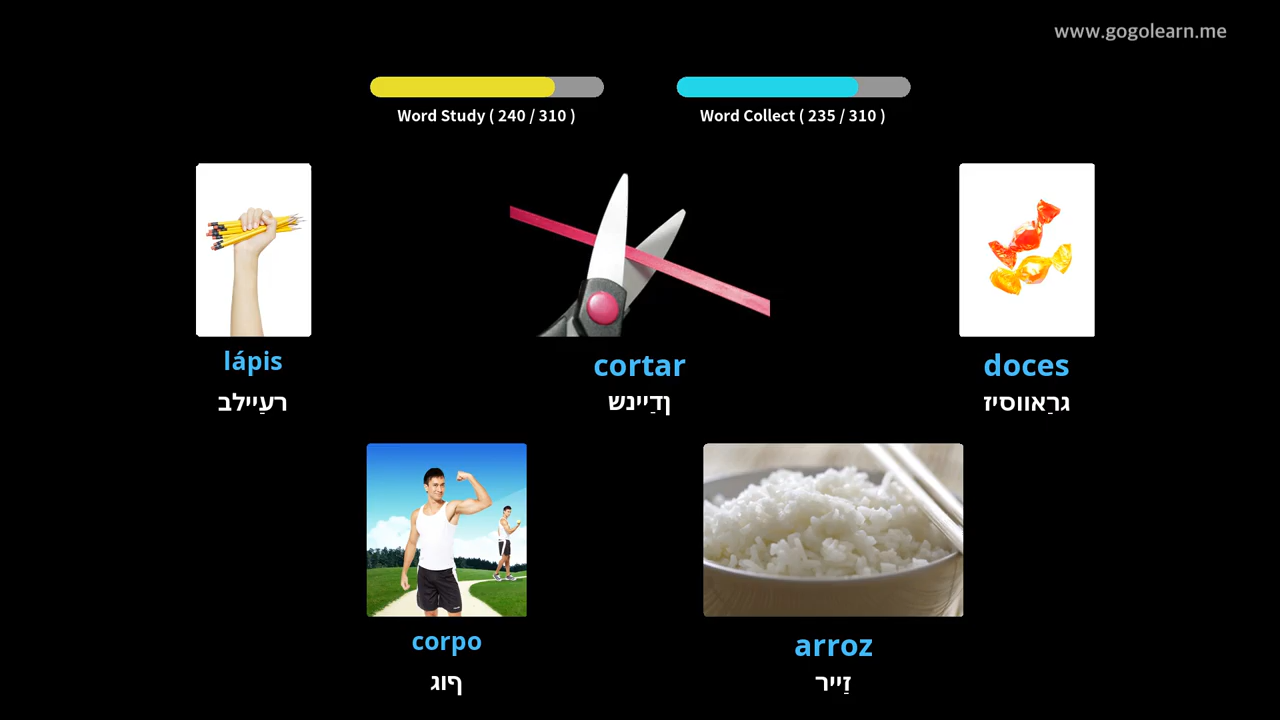 www.gogolearn.me
Word Study ( 240 / 310 )
Word Collect ( 235 / 310 )
lápis
רעַיילב
cortar
ןדַיינש
doces
גרַאווסיז
corpo
ףוג
arroz
זַייר